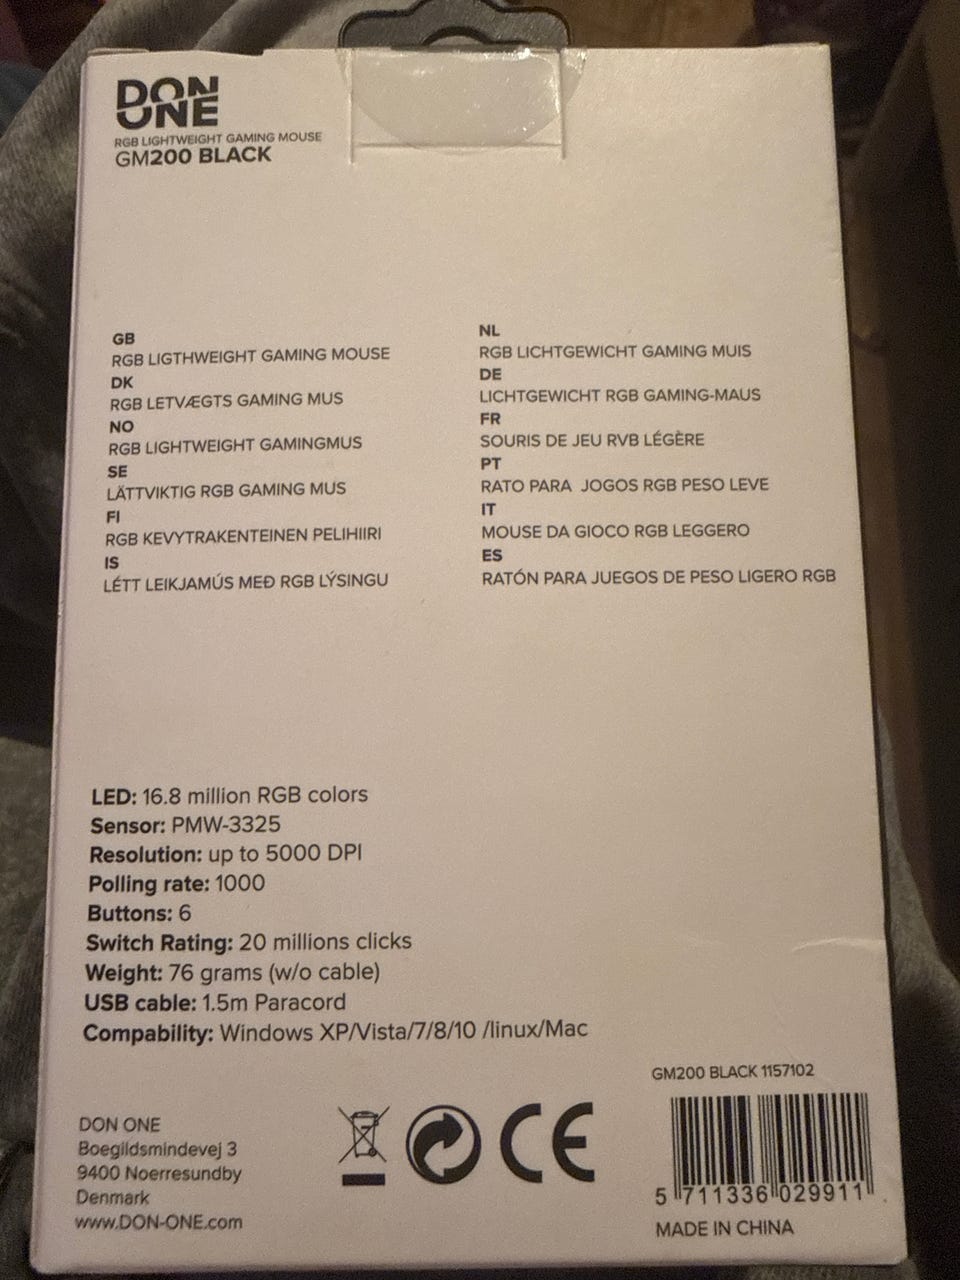 DON
ONE
RGB LIGHTWEIGHT GAMING MOUSE
GM200 BLACK
GB
RGB LIGTHWEIGHT GAMING MOUSE
DK
RGB LETVÆGTS GAMING MUS
NO
RGB LIGHTWEIGHT GAMINGMUS
SE
LÄTTVIKTIG RGB GAMING MUS
FI
RGB KEVYTRAKENTEINEN PELIHIIRI
IS
LÉTT LEIKJAMÚS MEÐ RGB LÝSINGU
NL
RGB LICHTGEWICHT GAMING MUIS
DE
LICHTGEWICHT RGB GAMING-MAUS
FR
SOURIS DE JEU RVB LÉGÈRE
PT
RATO PARA JOGOS RGB PESO LEVE
IT
MOUSE DA GIOCO RGB LEGGERO
ES
RATÓN PARA JUEGOS DE PESO LIGERO RGB
LED: 16.8 million RGB colors
Sensor: PMW-3325
Resolution: up to 5000 DPI
Polling rate: 1000
Buttons: 6
Switch Rating: 20 millions clicks
Weight: 76 grams (w/o cable)
USB cable: 1.5m Paracord
Compability: Windows XP/Vista/7/8/10 /linux/Mac
DON ONE
Boegildsmindevej 3
9400 Noerresundby
Denmark
www.DON-ONE.com
CE
GM200 BLACK 1157102
5 711336 029911
MADE IN CHINA